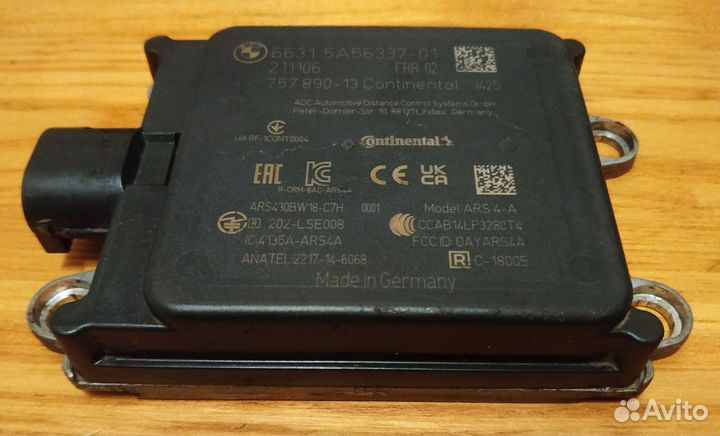 6631 5A56337-01
211106 FRR-02
757 890-13 Continental 1425
ADC Automotive Distance Control Systems GmbH
Peter-Dornier-Str. 10, 88131 Lindau, Germany
UA RF: 1CONT0004
Continental
EAC KC CE UK CA
R-CRM-BAC-ARS4A
ARS430BW18-C7H 0001 Model ARS 4-A
R 202-LSE008 CCAB14LP3280T4
IC:4135A-ARS4A FCC ID: OAYARS4A
ANATEL: 2217-14-6068 R C-18005
Made in Germany
Avito